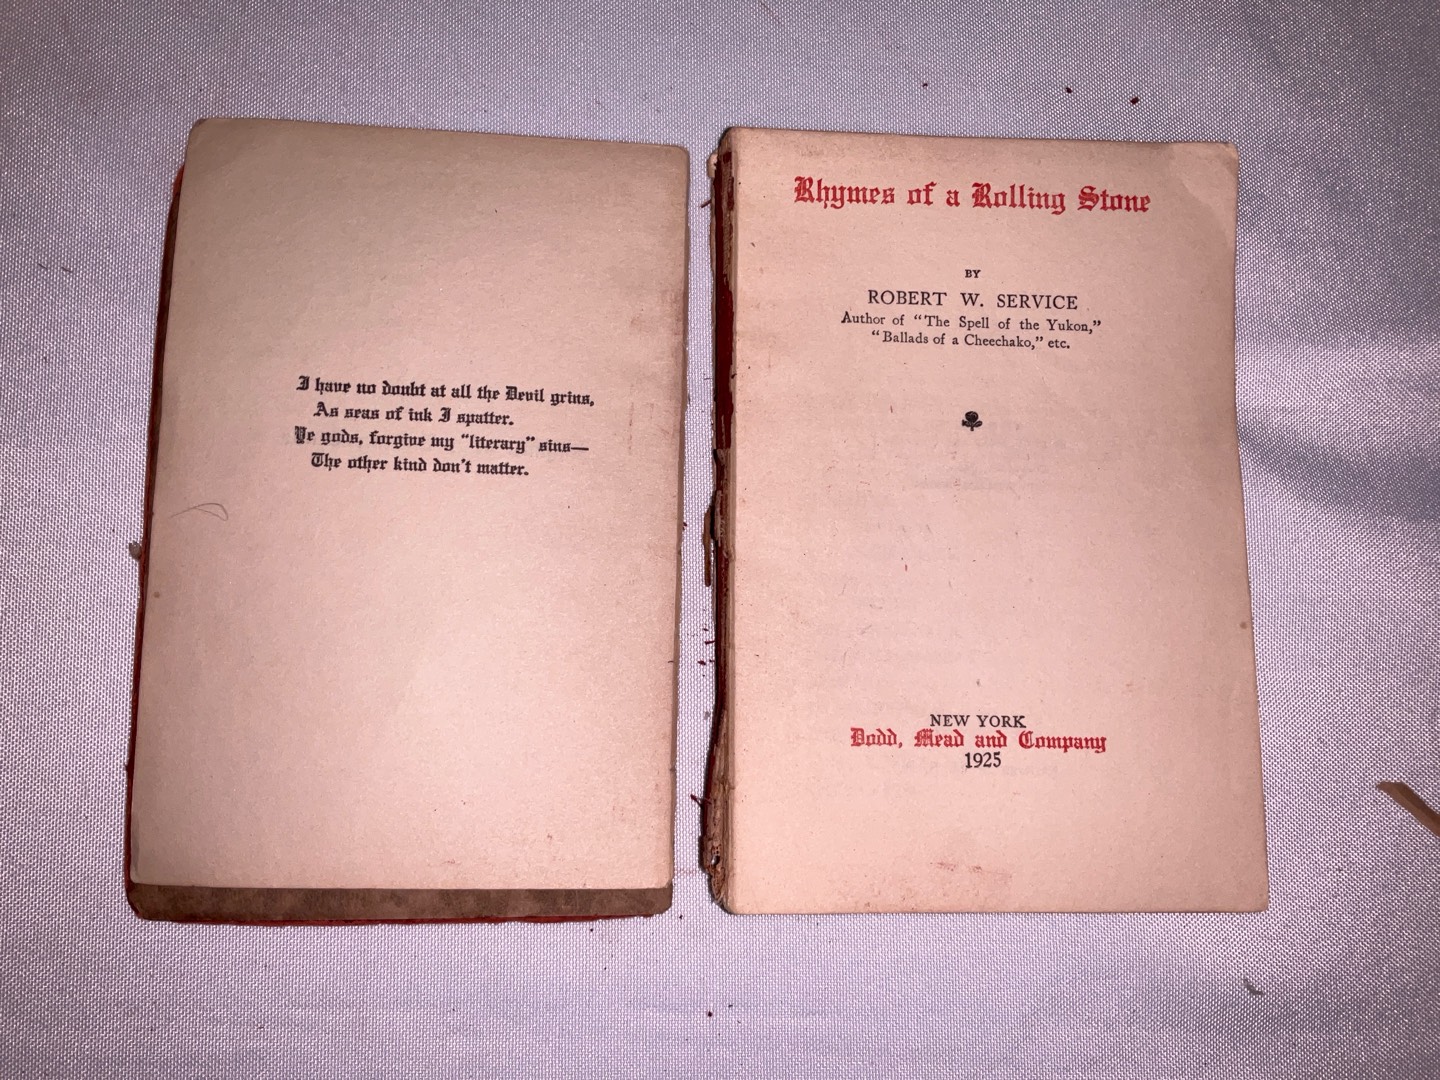 I have no doubt at all the Devil grins,
As seas of ink I spatter.
Ye gods, forgive my "literary" sins—
The other kind don't matter.
Rhymes of a Rolling Stone
BY
ROBERT W. SERVICE
Author of "The Spell of the Yukon,"
"Ballads of a Cheechako," etc.
NEW YORK
Dodd, Mead and Company
1925